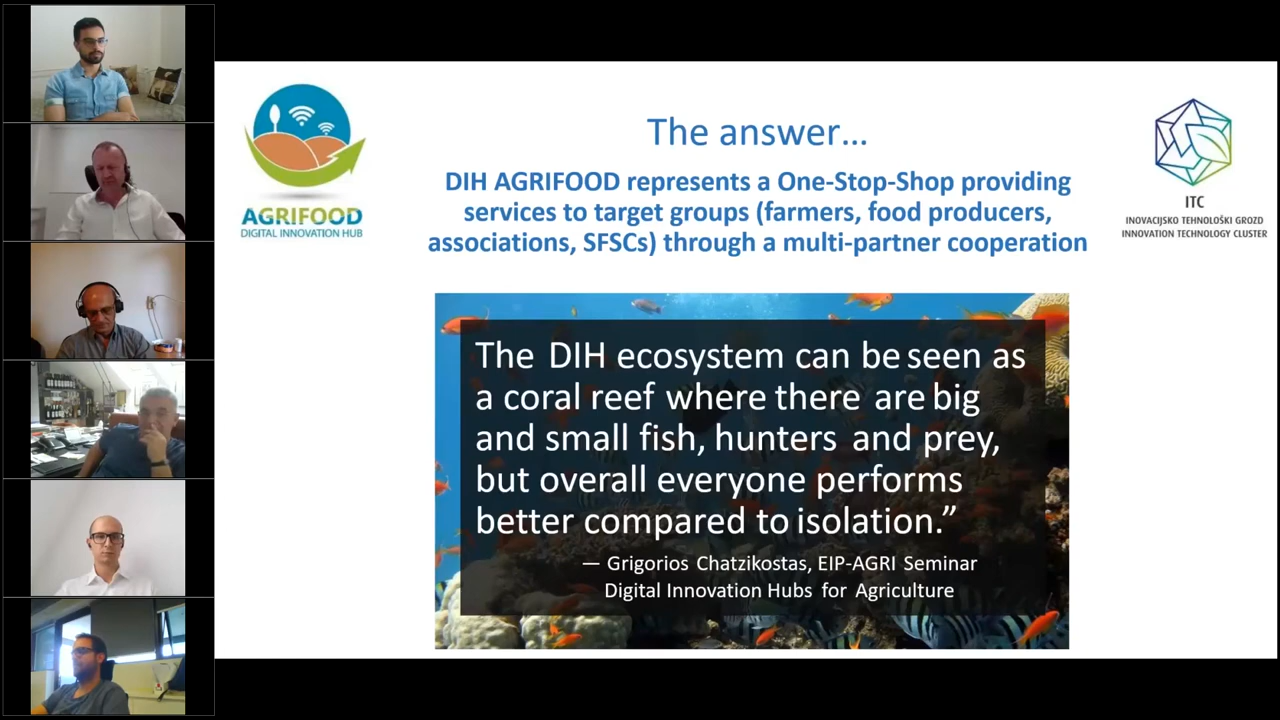 AGRIFOOD
DIGITAL INNOVATION HUB
The answer...
DIH AGRIFOOD represents a One-Stop-Shop providing
services to target groups (farmers, food producers,
associations, SFSCs) through a multi-partner cooperation
ITC
INOVACIJSKO TEHNOLOŠKI GROZD
INNOVATION TECHNOLOGY CLUSTER
The DIH ecosystem can be seen as
a coral reef where there are big
and small fish, hunters and prey,
but overall everyone performs
better compared to isolation.”
— Grigorios Chatzikostas, EIP-AGRI Seminar
Digital Innovation Hubs for Agriculture